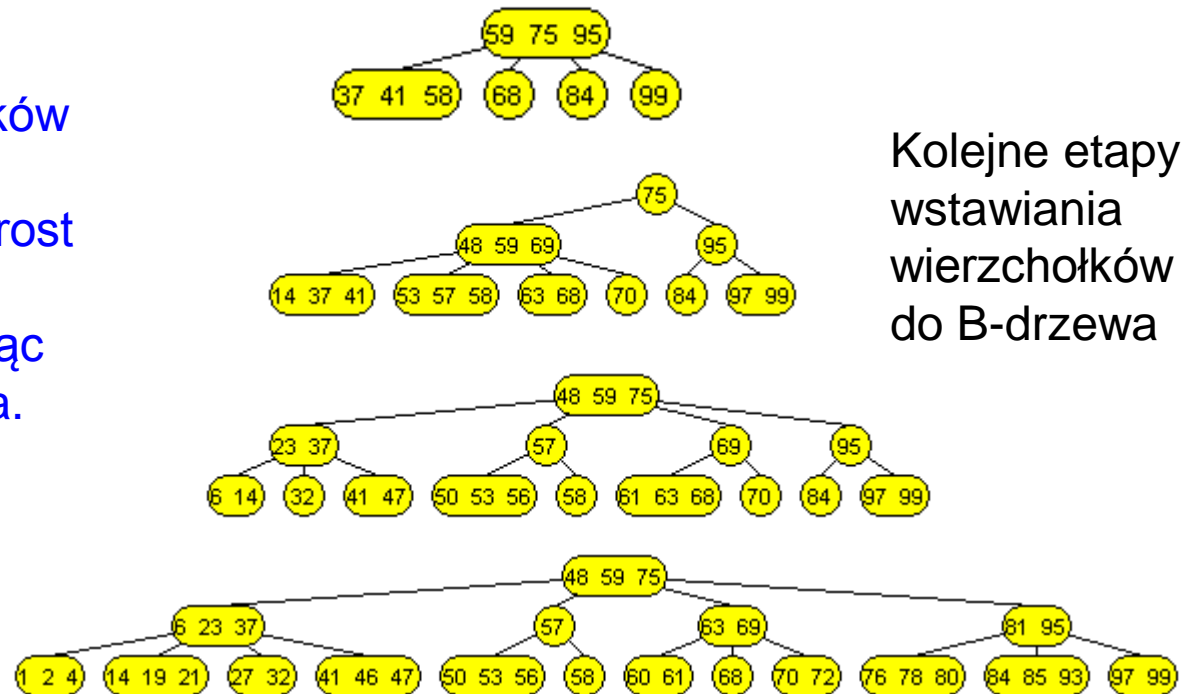 59 75 95
37 41 58 68 84 99
ków
rost
ąc
a.
Kolejne etapy
wstawiania
wierzchołków
do B-drzewa
75
48 59 69 95
14 37 41 53 57 58 63 68 70 84 97 99
48 59 75
23 37 57 69 95
6 14 32 41 47 50 53 56 58 61 63 68 70 84 97 99
48 59 75
6 23 37 57 63 69 81 95
1 2 4 14 19 21 27 32 41 46 47 50 53 56 58 60 61 68 70 72 76 78 80 84 85 93 97 99